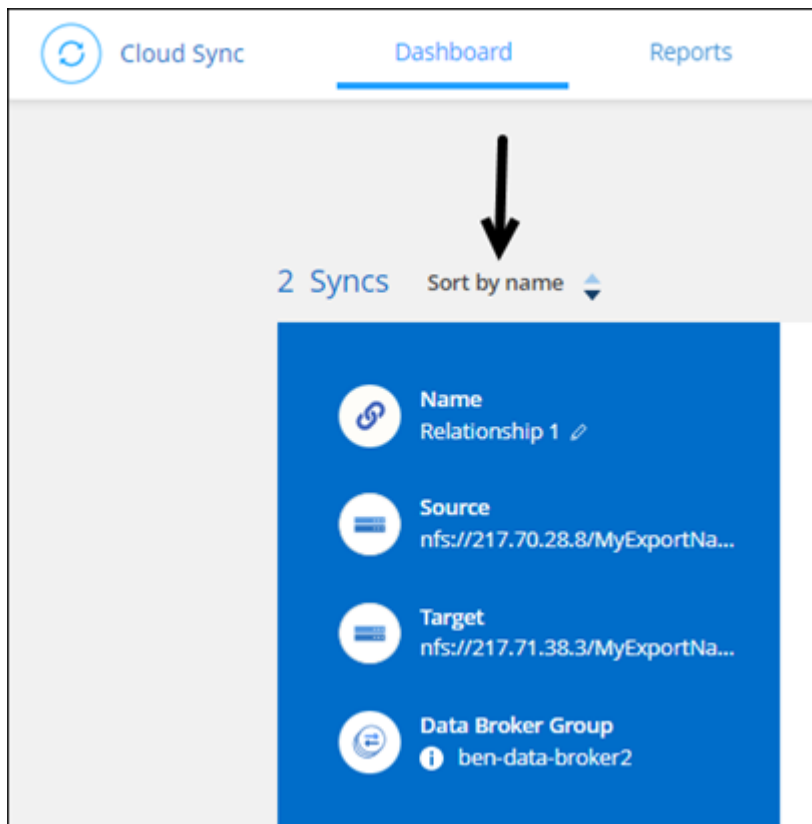 Cloud Sync Dashboard Reports
2 Syncs Sort by name
Name
Relationship 1
Source
nfs://217.70.28.8/MyExportNa...
Target
nfs://217.71.38.3/MyExportNa...
Data Broker Group
ben-data-broker2